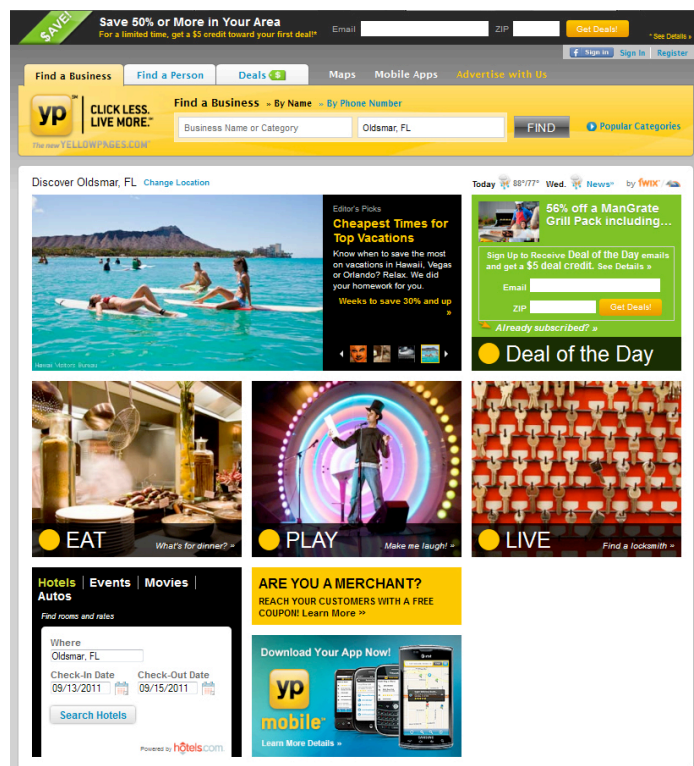 SAVE!
Save 50% or More in Your Area
For a limited time, get a $5 credit toward your first deal!*
Email
ZIP
Get Deals!
* See Details »
f Sign in
Sign In
Register
Find a Business
Find a Person
Deals $
Maps
Mobile Apps
Advertise with Us
yp
CLICK LESS.
LIVE MORE.
The new YELLOWPAGES.COM
Find a Business » By Name » By Phone Number
Business Name or Category
Oldsmar, FL
FIND
Popular Categories
Discover Oldsmar, FL Change Location
Today 88°/77° Wed. News by TWIX
Editor's Picks
Cheapest Times for
Top Vacations
Know when to save the most
on vacations in Hawaii, Vegas
or Orlando? Relax. We did
your homework for you.
Weeks to save 30% and up
»
Hawaii Visitors Bureau
56% off a ManGrate
Grill Pack including...
Sign Up to Receive Deal of the Day emails
and get a $5 deal credit. See Details »
Email
ZIP
Get Deals!
Already subscribed? »
Deal of the Day
EAT
What's for dinner? »
PLAY
Make me laugh! »
LIVE
Find a locksmith »
Hotels | Events | Movies |
Autos
Find rooms and rates
Where
Oldsmar, FL
Check-In Date
Check-Out Date
09/13/2011
09/15/2011
Search Hotels
Powered by hotels.com
ARE YOU A MERCHANT?
REACH YOUR CUSTOMERS WITH A FREE
COUPON! Learn More »
Download Your App Now!
yp
mobile
Learn More Details »